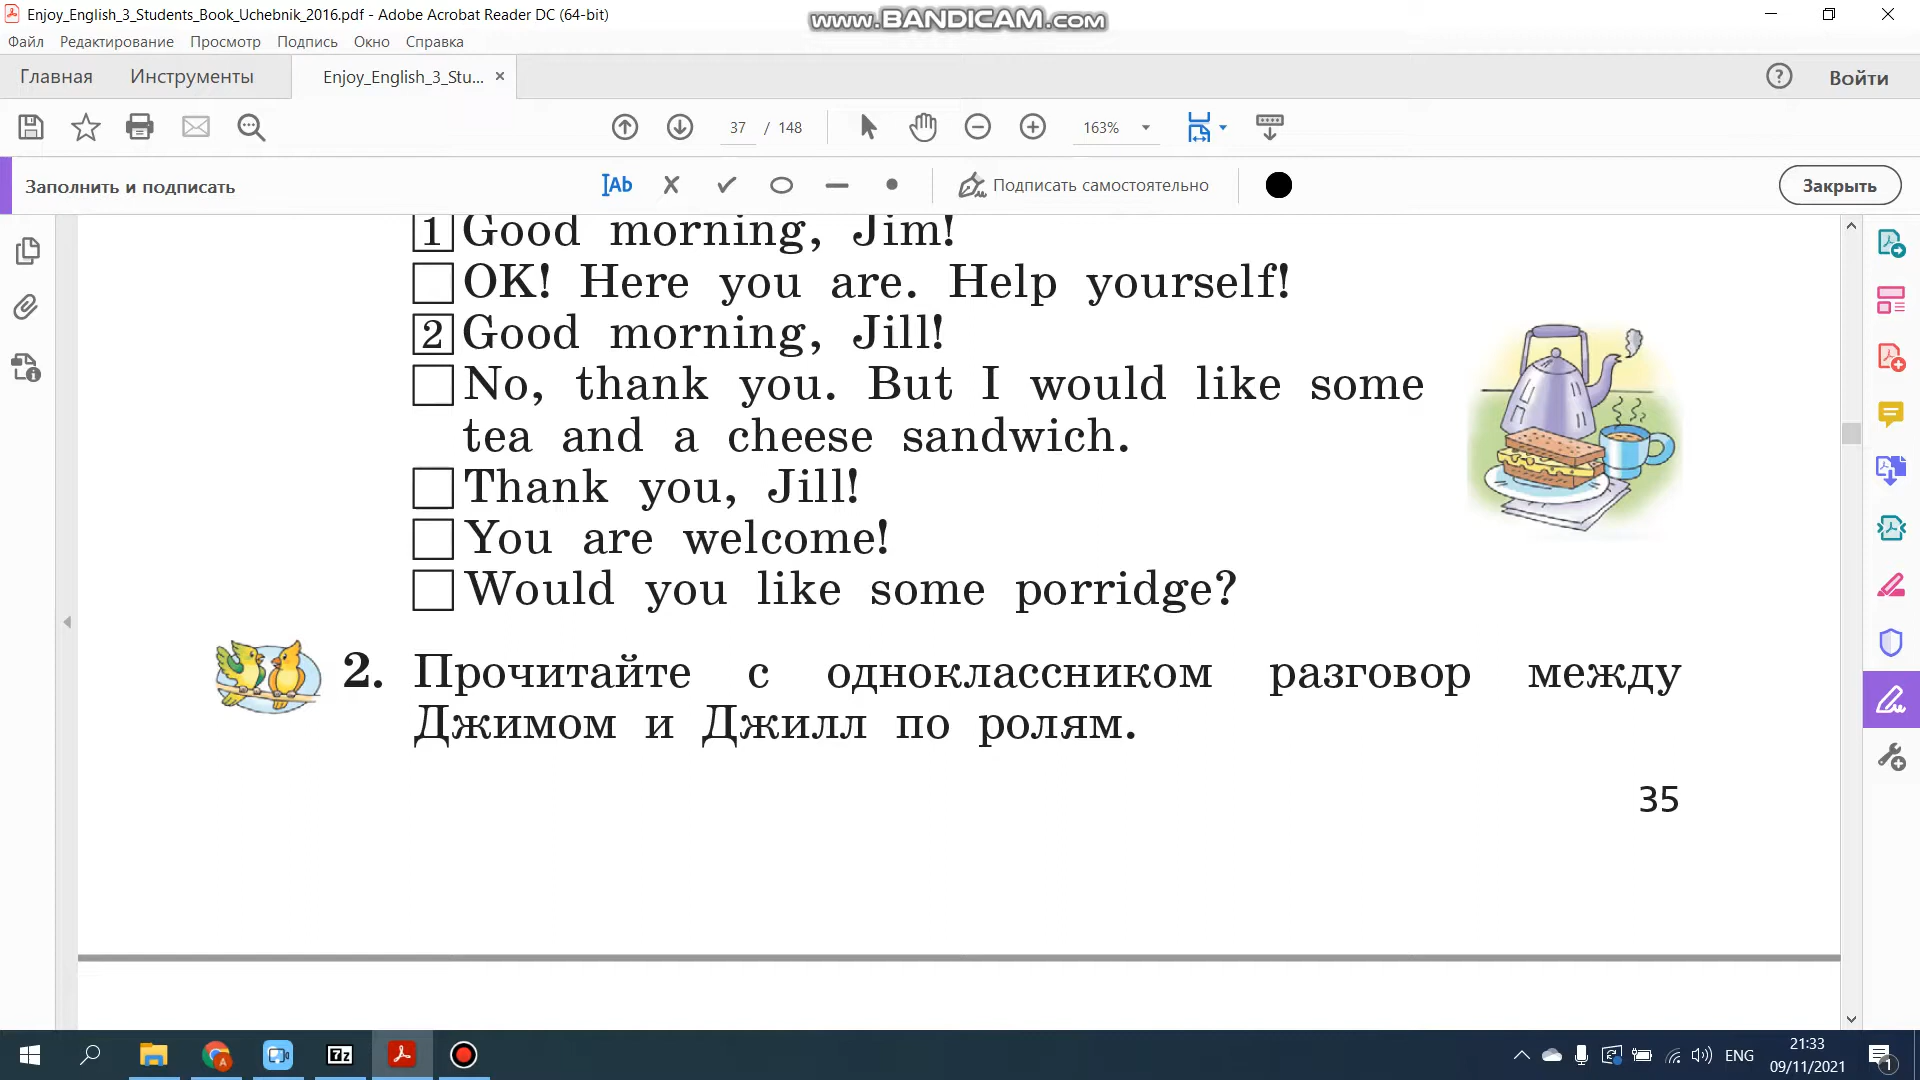 Enjoy_English_3_Students_Book_Uchebnik_2016.pdf - Adobe Acrobat Reader DC (64-bit)
www.BANDICAM.com
Файл Редактирование Просмотр Подпись Окно Справка
Главная Инструменты Enjoy_English_3_Stu... × Войти
37 / 148 163%
Заполнить и подписать Ab Подписать самостоятельно Закрыть
1 Good morning, Jim!
OK! Here you are. Help yourself!
2 Good morning, Jill!
No, thank you. But I would like some
tea and a cheese sandwich.
Thank you, Jill!
You are welcome!
Would you like some porridge?
2. Прочитайте с одноклассником разговор между
Джимом и Джилл по ролям.
35
7z ENG 21:33
09/11/2021 1